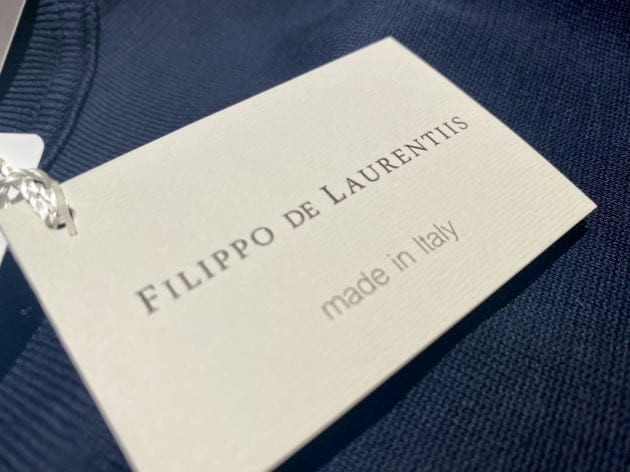 FILIPPO DE LAURENTIIS
made in Italy